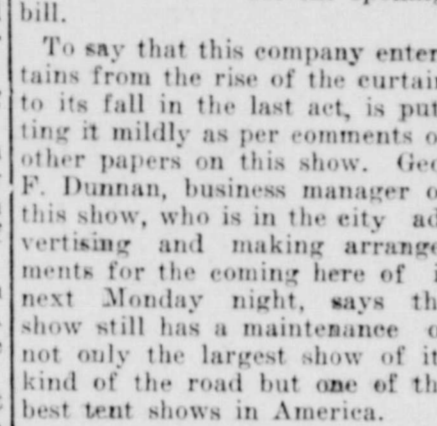 bill.
To say that this company enter
tains from the rise of the curtai
to its fall in the last act, is put
ting it mildly as per comments o
other papers on this show. Geo
F. Dunnan, business manager o
this show, who is in the city ad
vertising and making arrange
ments for the coming here of i
next Monday night, says th
show still has a maintenance o
not only the largest show of it
kind of the road but one of th
best tent shows in America.